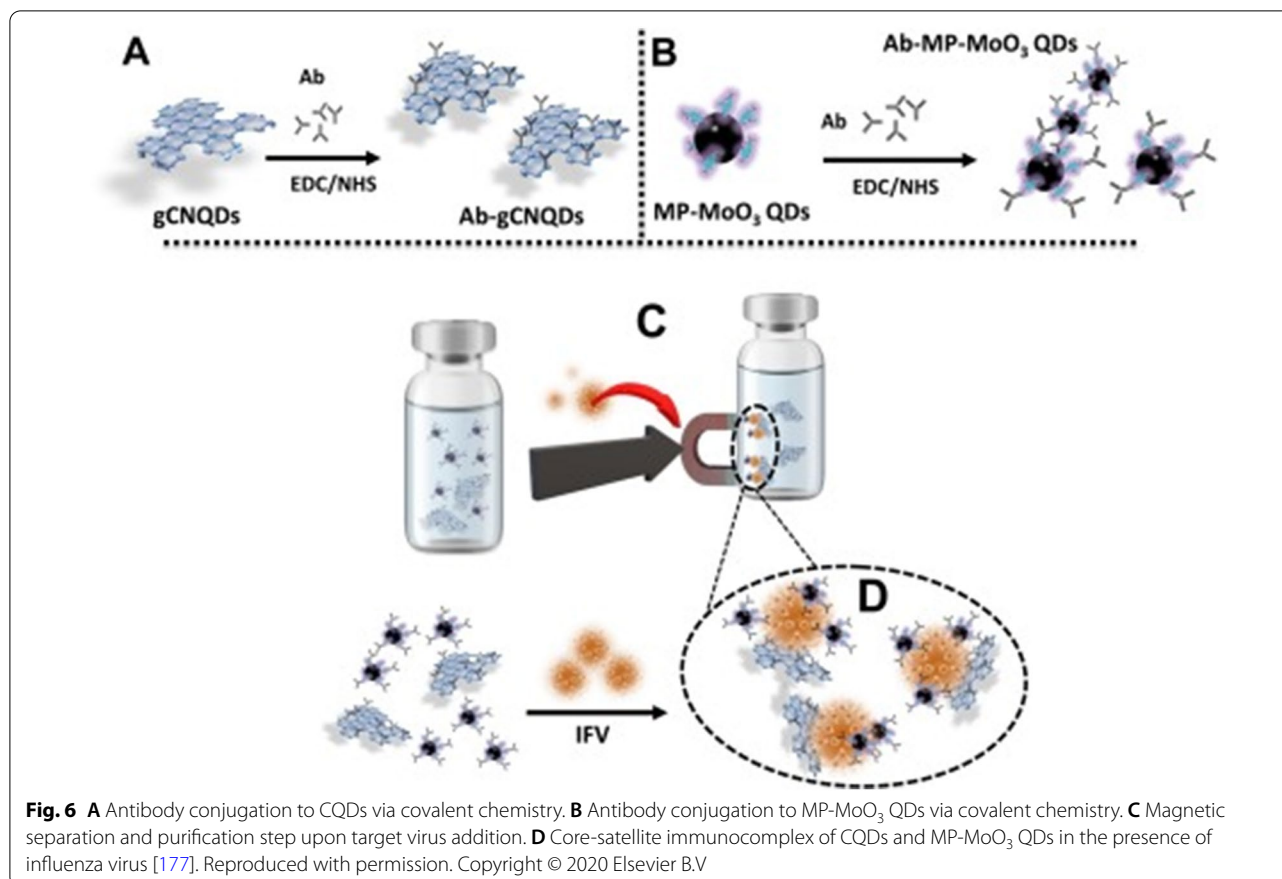 A
Ab
EDC/NHS
gCNQDs
Ab-gCNQDs
B
Ab-MP-MoO₃ QDs
Ab
EDC/NHS
MP-MoO₃ QDs
C
D
IFV
Fig. 6 A Antibody conjugation to CQDs via covalent chemistry. B Antibody conjugation to MP-MoO₃ QDs via covalent chemistry. C Magnetic
separation and purification step upon target virus addition. D Core-satellite immunocomplex of CQDs and MP-MoO₃ QDs in the presence of
influenza virus [177]. Reproduced with permission. Copyright © 2020 Elsevier B.V